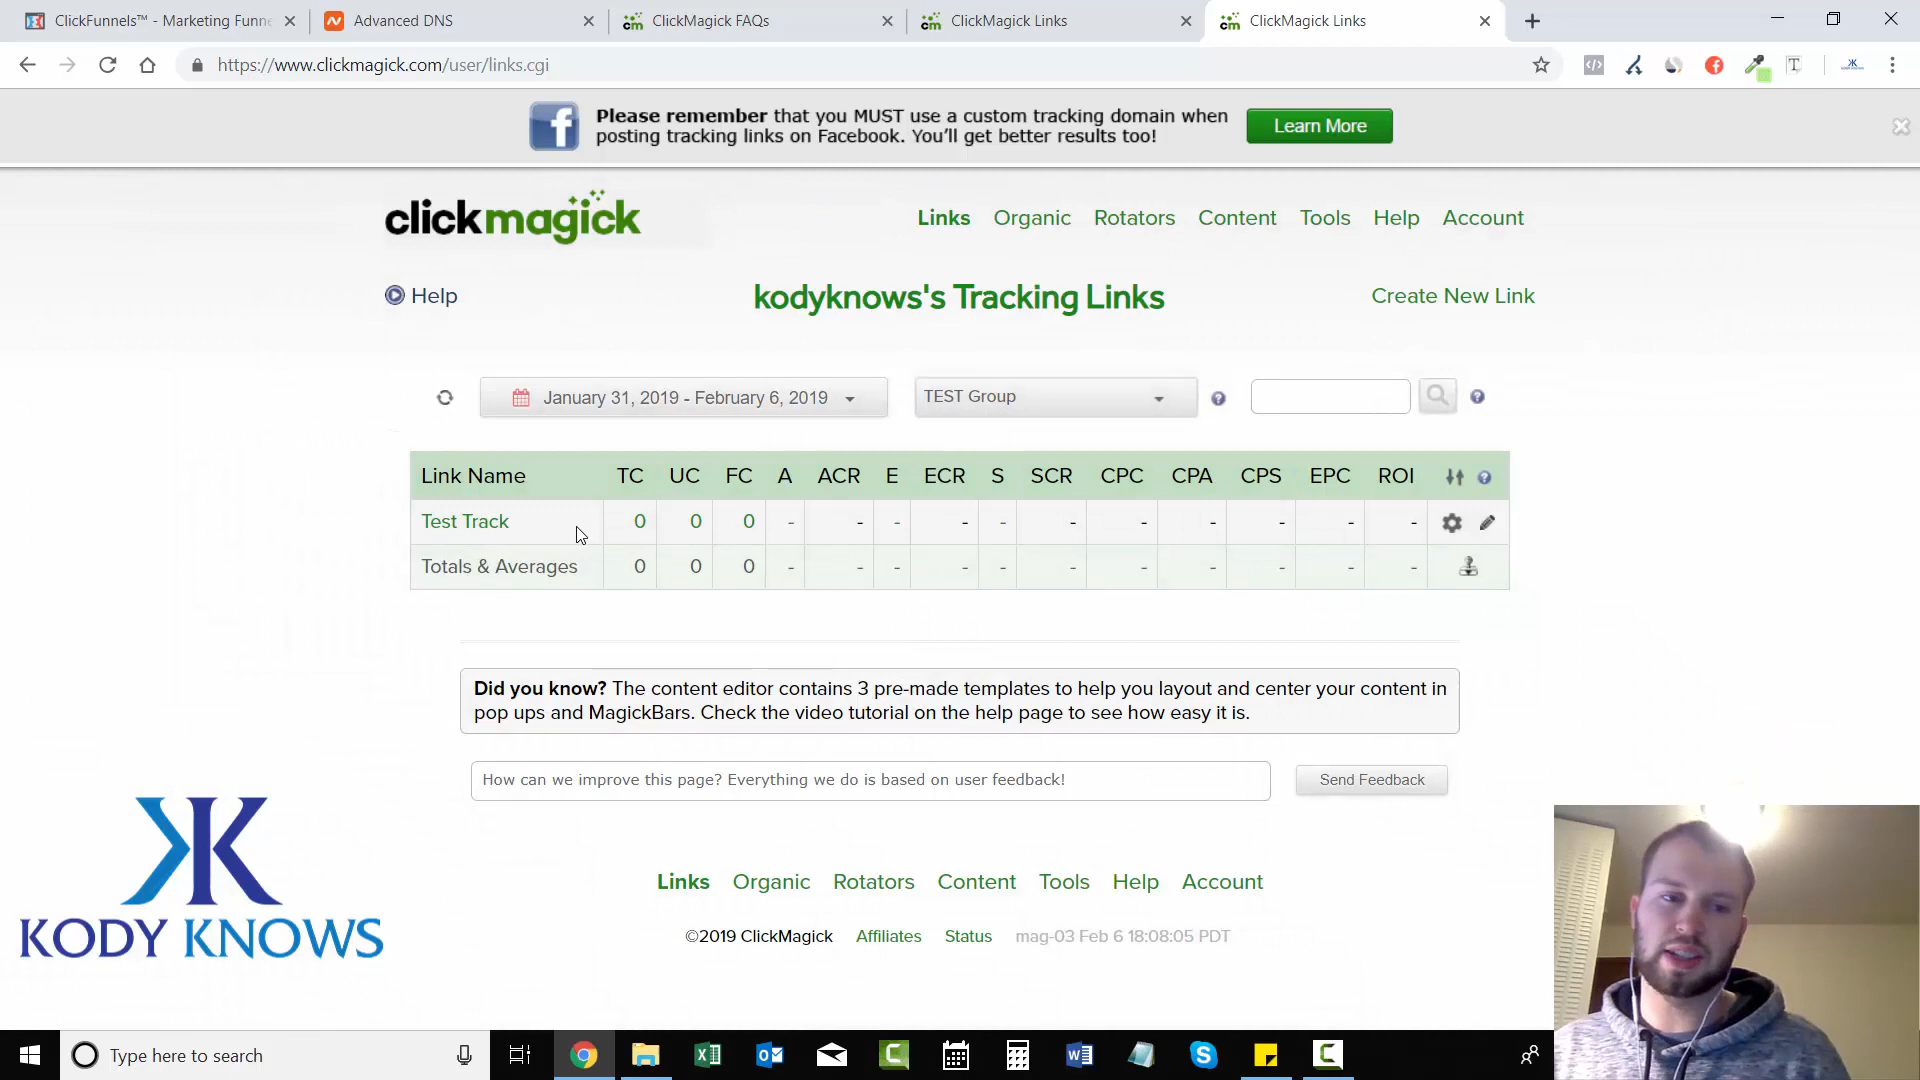 ClickFunnels™ - Marketing Funne
Advanced DNS
ClickMagick FAQs
ClickMagick Links
ClickMagick Links
https://www.clickmagick.com/user/links.cgi
Please remember that you MUST use a custom tracking domain when
posting tracking links on Facebook. You'll get better results too!
Learn More
clickmagick
Links Organic Rotators Content Tools Help Account
Help
kodyknows's Tracking Links
Create New Link
January 31, 2019 - February 6, 2019
TEST Group
Link Name TC UC FC A ACR E ECR S SCR CPC CPA CPS EPC ROI
Test Track 0 0 0 - - - - - - - - - - -
Totals & Averages 0 0 0 - - - - - - - - - - -
Did you know? The content editor contains 3 pre-made templates to help you layout and center your content in
pop ups and MagickBars. Check the video tutorial on the help page to see how easy it is.
How can we improve this page? Everything we do is based on user feedback!
Send Feedback
KODY KNOWS
Links Organic Rotators Content Tools Help Account
©2019 ClickMagick Affiliates Status mag-03 Feb 6 18:08:05 PDT
Type here to search